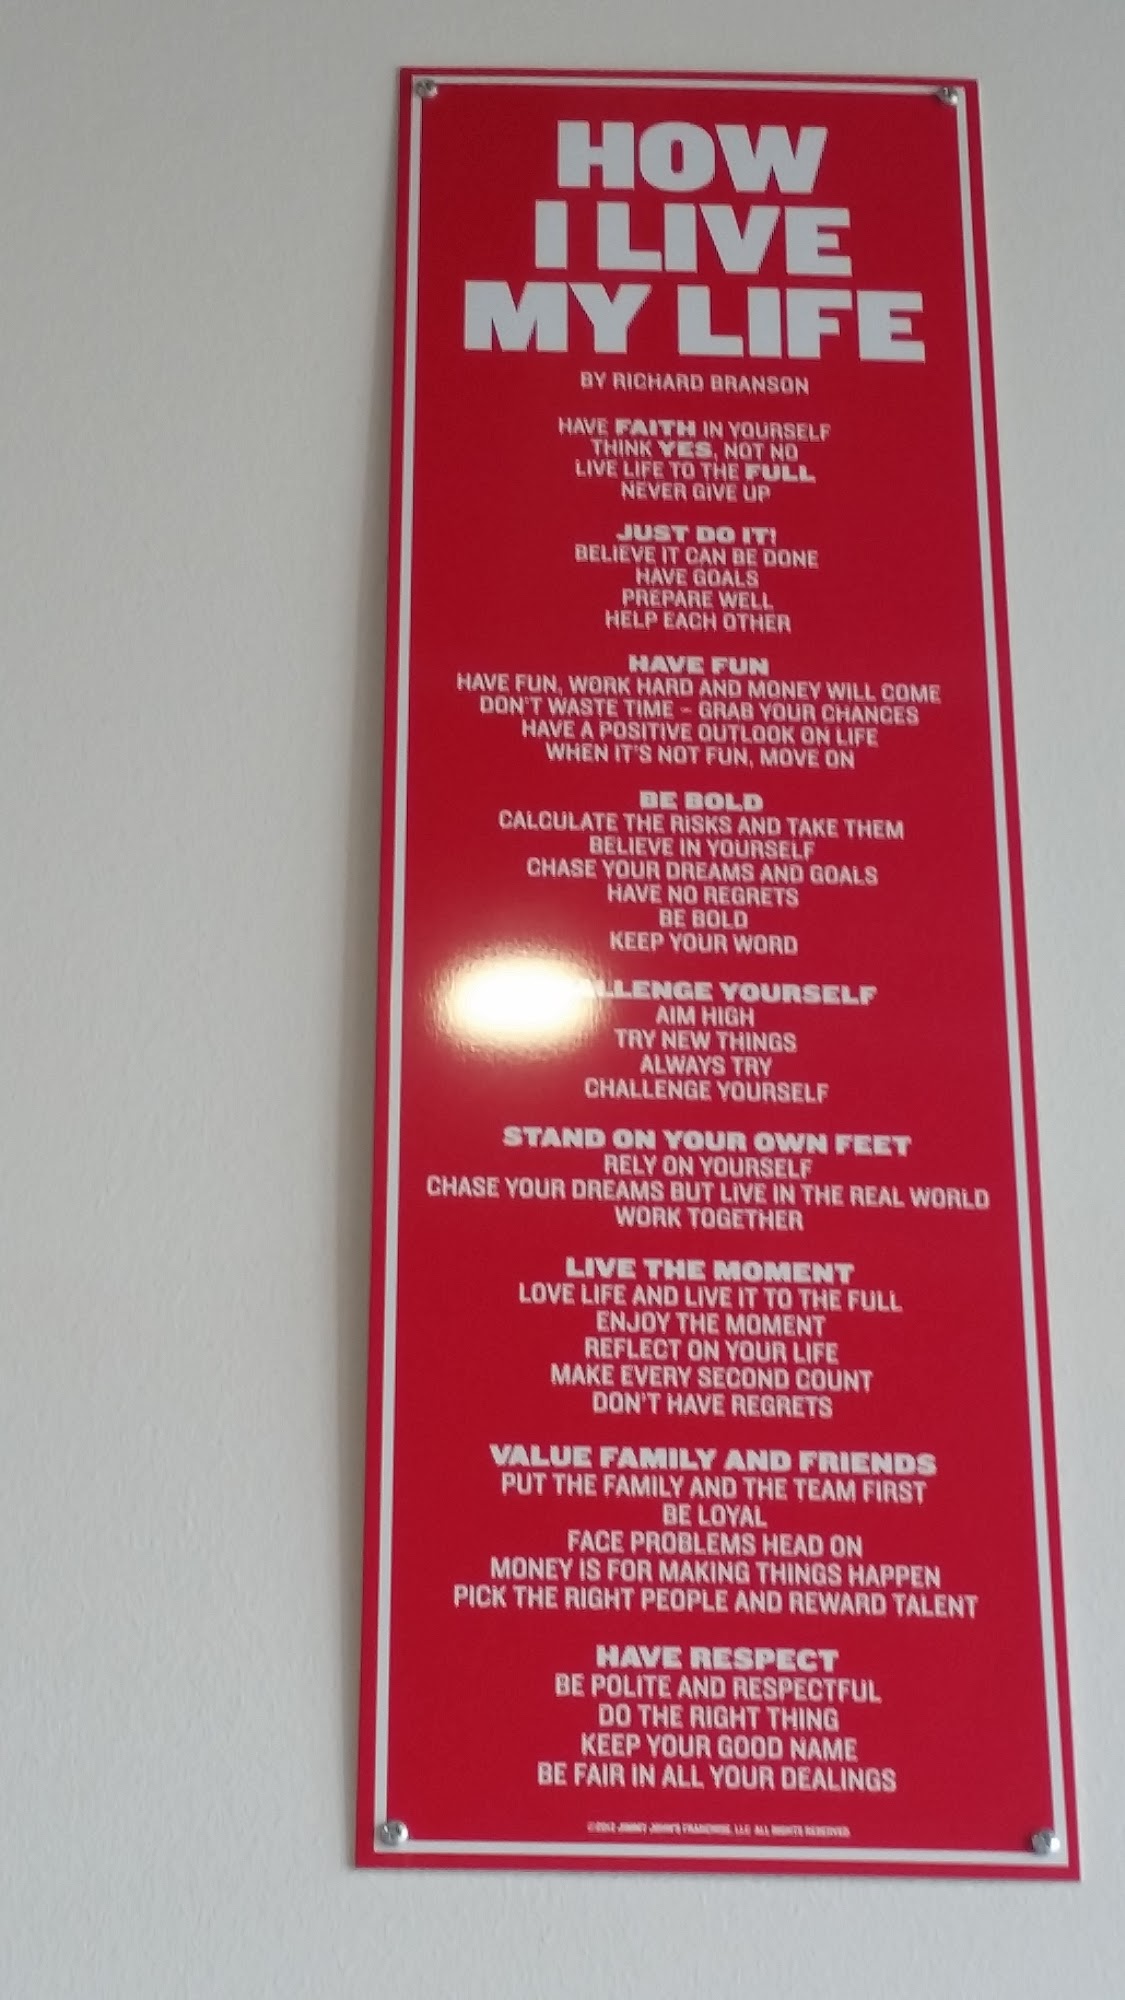 HOW
I LIVE
MY LIFE
BY RICHARD BRANSON
HAVE FAITH IN YOURSELF
THINK YES, NOT NO
LIVE LIFE TO THE FULL
NEVER GIVE UP
JUST DO IT!
BELIEVE IT CAN BE DONE
HAVE GOALS
PREPARE WELL
HELP EACH OTHER
HAVE FUN
HAVE FUN, WORK HARD AND MONEY WILL COME
DON'T WASTE TIME - GRAB YOUR CHANCES
HAVE A POSITIVE OUTLOOK ON LIFE
WHEN IT'S NOT FUN, MOVE ON
BE BOLD
CALCULATE THE RISKS AND TAKE THEM
BELIEVE IN YOURSELF
CHASE YOUR DREAMS AND GOALS
HAVE NO REGRETS
BE BOLD
KEEP YOUR WORD
CHALLENGE YOURSELF
AIM HIGH
TRY NEW THINGS
ALWAYS TRY
CHALLENGE YOURSELF
STAND ON YOUR OWN FEET
RELY ON YOURSELF
CHASE YOUR DREAMS BUT LIVE IN THE REAL WORLD
WORK TOGETHER
LIVE THE MOMENT
LOVE LIFE AND LIVE IT TO THE FULL
ENJOY THE MOMENT
REFLECT ON YOUR LIFE
MAKE EVERY SECOND COUNT
DON'T HAVE REGRETS
VALUE FAMILY AND FRIENDS
PUT THE FAMILY AND THE TEAM FIRST
BE LOYAL
FACE PROBLEMS HEAD ON
MONEY IS FOR MAKING THINGS HAPPEN
PICK THE RIGHT PEOPLE AND REWARD TALENT
HAVE RESPECT
BE POLITE AND RESPECTFUL
DO THE RIGHT THING
KEEP YOUR GOOD NAME
BE FAIR IN ALL YOUR DEALINGS
©2012 JIMMY JOHN'S FRANCHISE, LLC ALL RIGHTS RESERVED